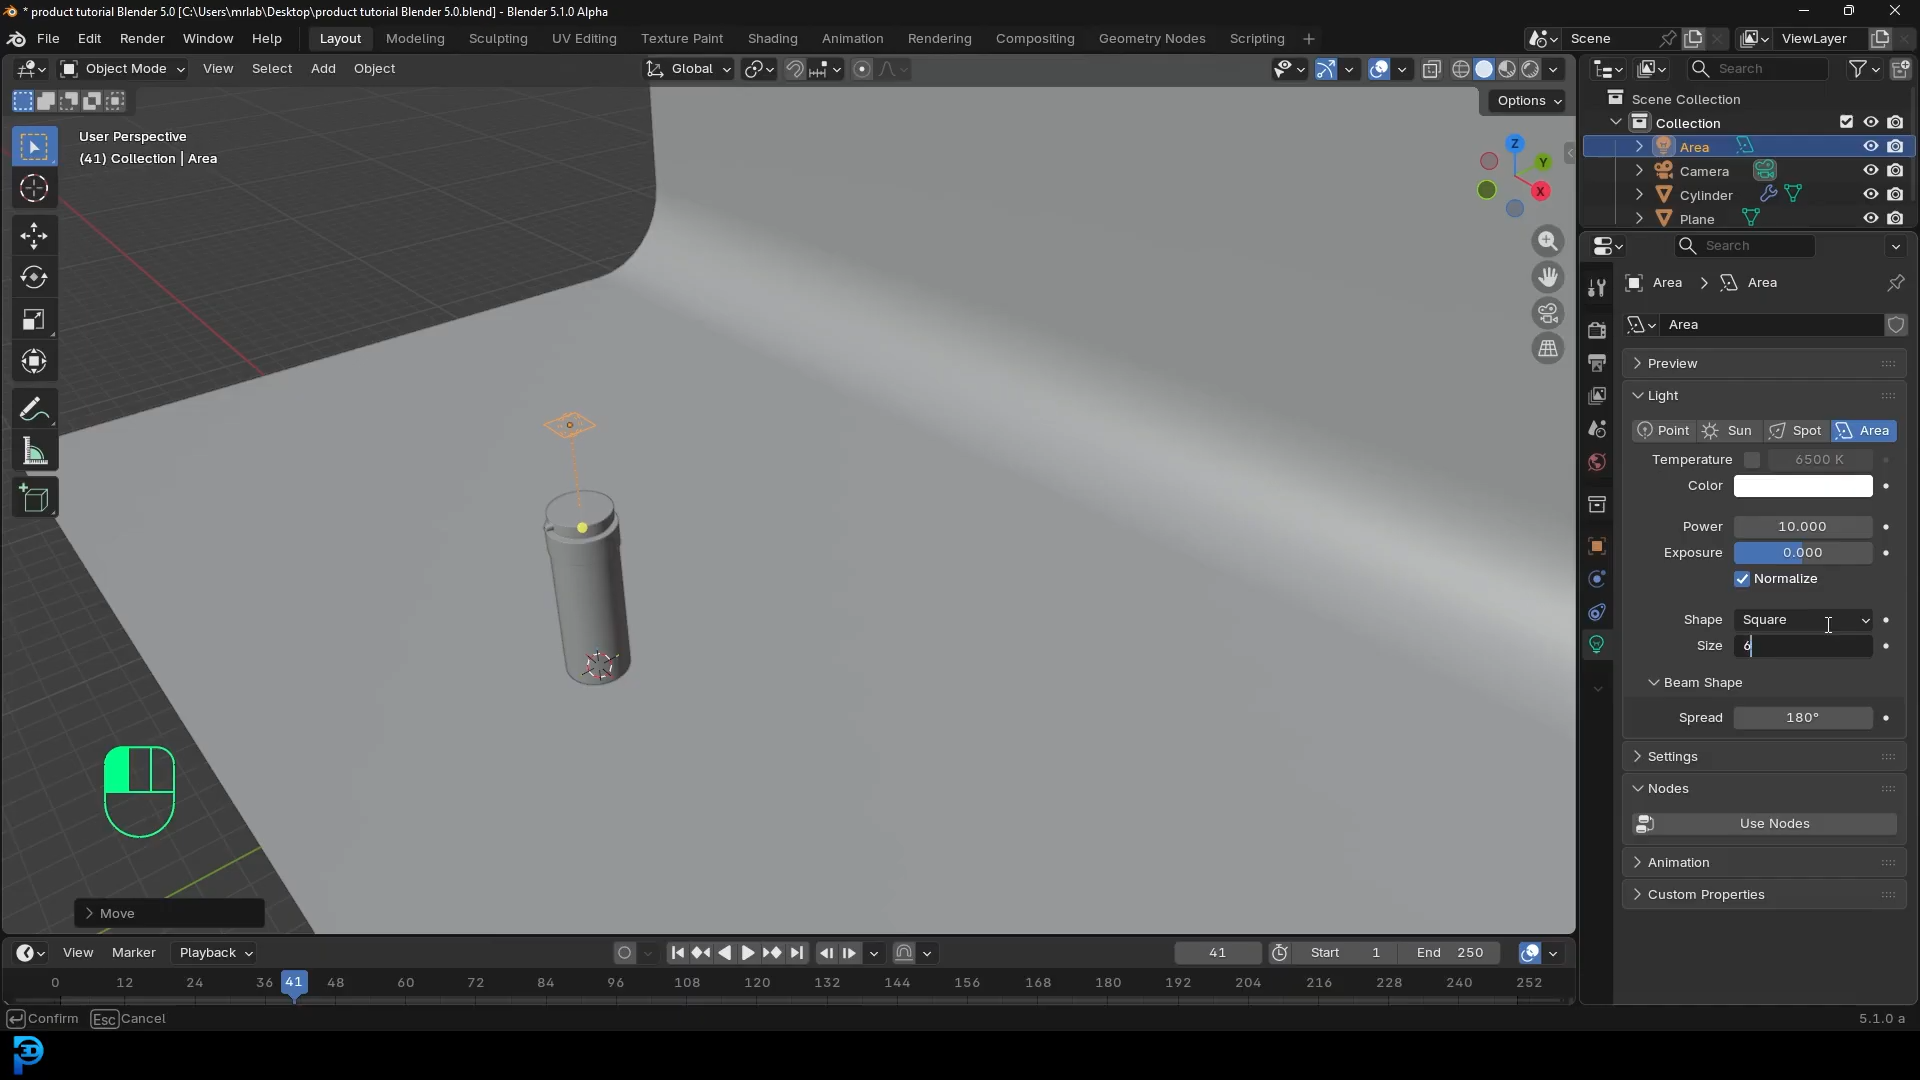 * product tutorial Blender 5.0 [C:\Users\mrlab\Desktop\product tutorial Blender 5.0.blend] - Blender 5.1.0 Alpha
File Edit Render Window Help Layout Modeling Sculpting UV Editing Texture Paint Shading Animation Rendering Compositing Geometry Nodes Scripting + Scene ViewLayer
Object Mode View Select Add Object Global Search
Options
Scene Collection
Collection
Area
Camera
Cylinder
Plane
User Perspective
(41) Collection | Area
Z
Y
X
Search
Area > Area
Area
Preview
Light
Point Sun Spot Area
Temperature 6500 K
Color
Power 10.000
Exposure 0.000
Normalize
Shape Square
Size 6
Beam Shape
Spread 180°
Settings
Nodes
Use Nodes
Animation
Custom Properties
Move
View Marker Playback 41 Start 1 End 250
0 12 24 36 41 48 60 72 84 96 108 120 132 144 156 168 180 192 204 216 228 240 252
Confirm Esc Cancel 5.1.0 a
3D